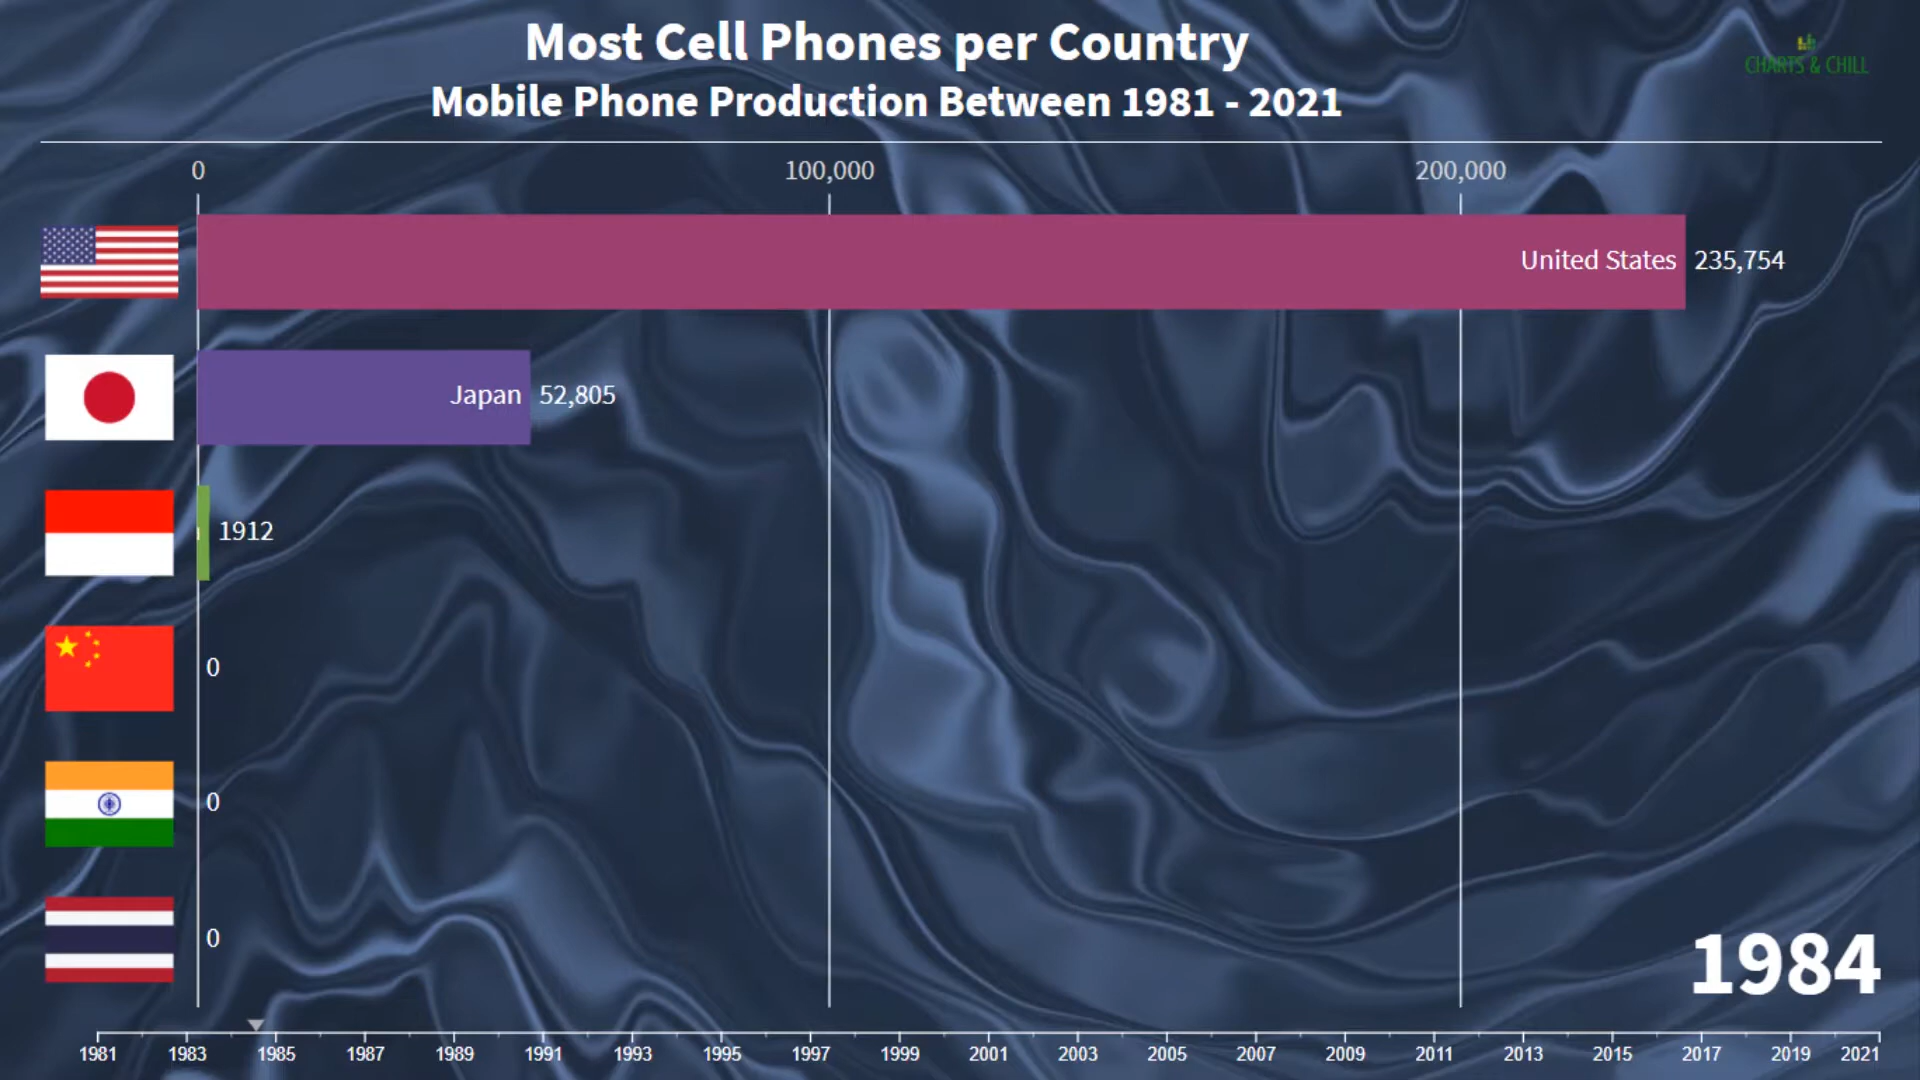 Most Cell Phones per Country
CHARTS & CHILL
Mobile Phone Production Between 1981 - 2021
0 100,000 200,000
United States 235,754
Japan 52,805
1912
0
0
0
1984
1981 1983 1985 1987 1989 1991 1993 1995 1997 1999 2001 2003 2005 2007 2009 2011 2013 2015 2017 2019 2021